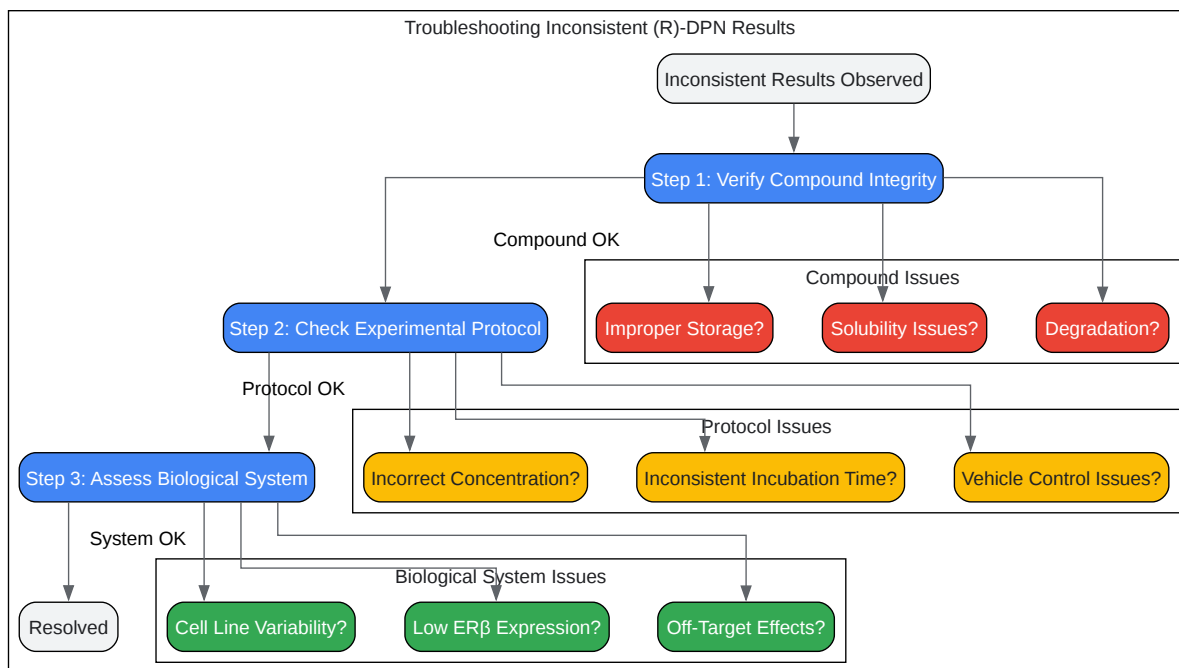 Troubleshooting Inconsistent (R)-DPN Results
Inconsistent Results Observed
Step 1: Verify Compound Integrity
Compound OK
Compound Issues
Step 2: Check Experimental Protocol
Improper Storage?
Solubility Issues?
Degradation?
Protocol OK
Protocol Issues
Step 3: Assess Biological System
Incorrect Concentration?
Inconsistent Incubation Time?
Vehicle Control Issues?
System OK
Biological System Issues
Resolved
Cell Line Variability?
Low ERβ Expression?
Off-Target Effects?